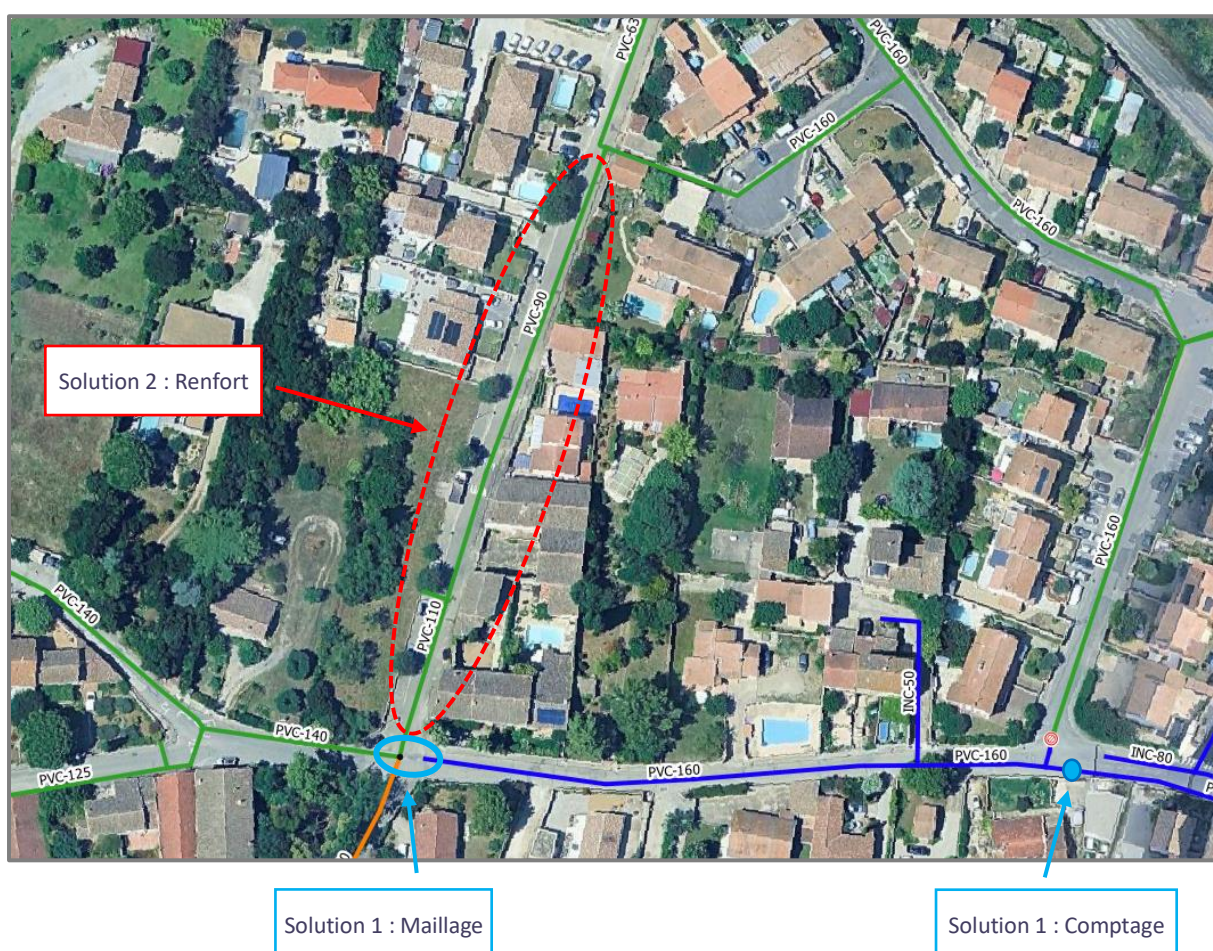 PVC-63
PVC-160
PVC-160
PVC-160
PVC-90
Solution 2 : Renfort
PVC-160
PVC-110
PVC-140
INC-50
PVC-140
PVC-160
PVC-160
INC-80
PVC-125
Solution 1 : Maillage
Solution 1 : Comptage